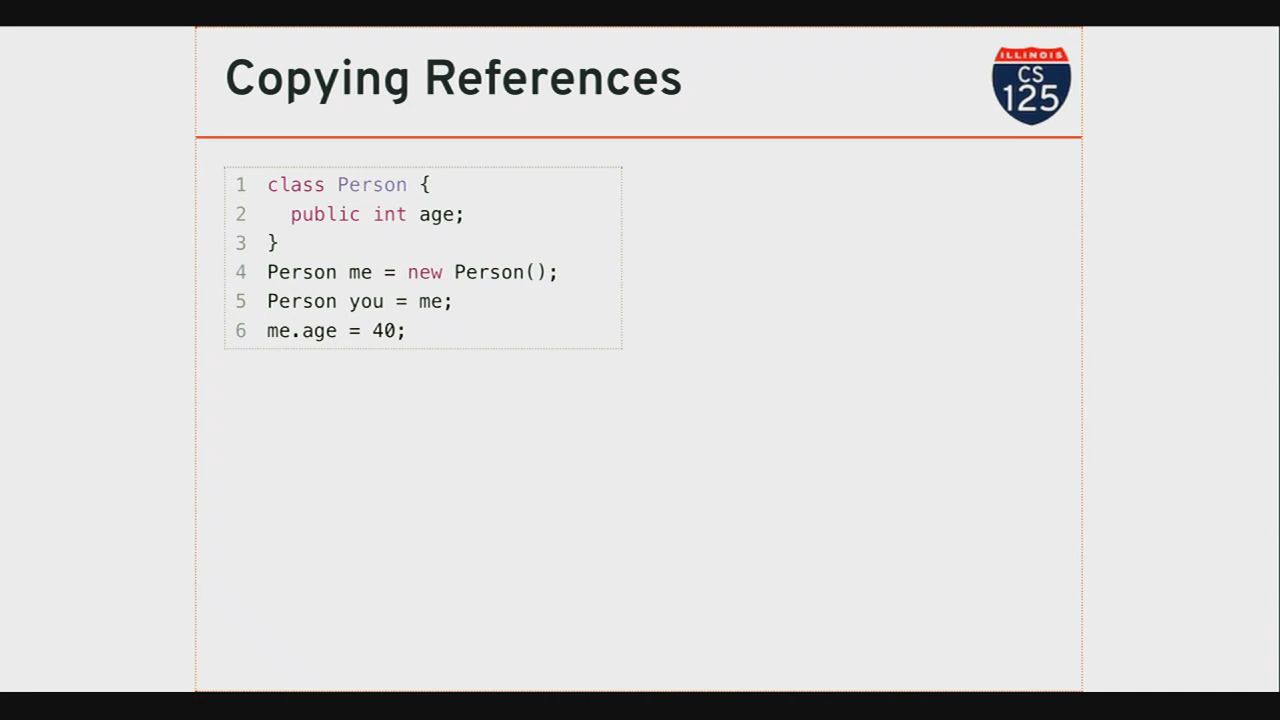 Copying References
ILLINOIS
CS
125
1 class Person {
2   public int age;
3 }
4 Person me = new Person();
5 Person you = me;
6 me.age = 40;